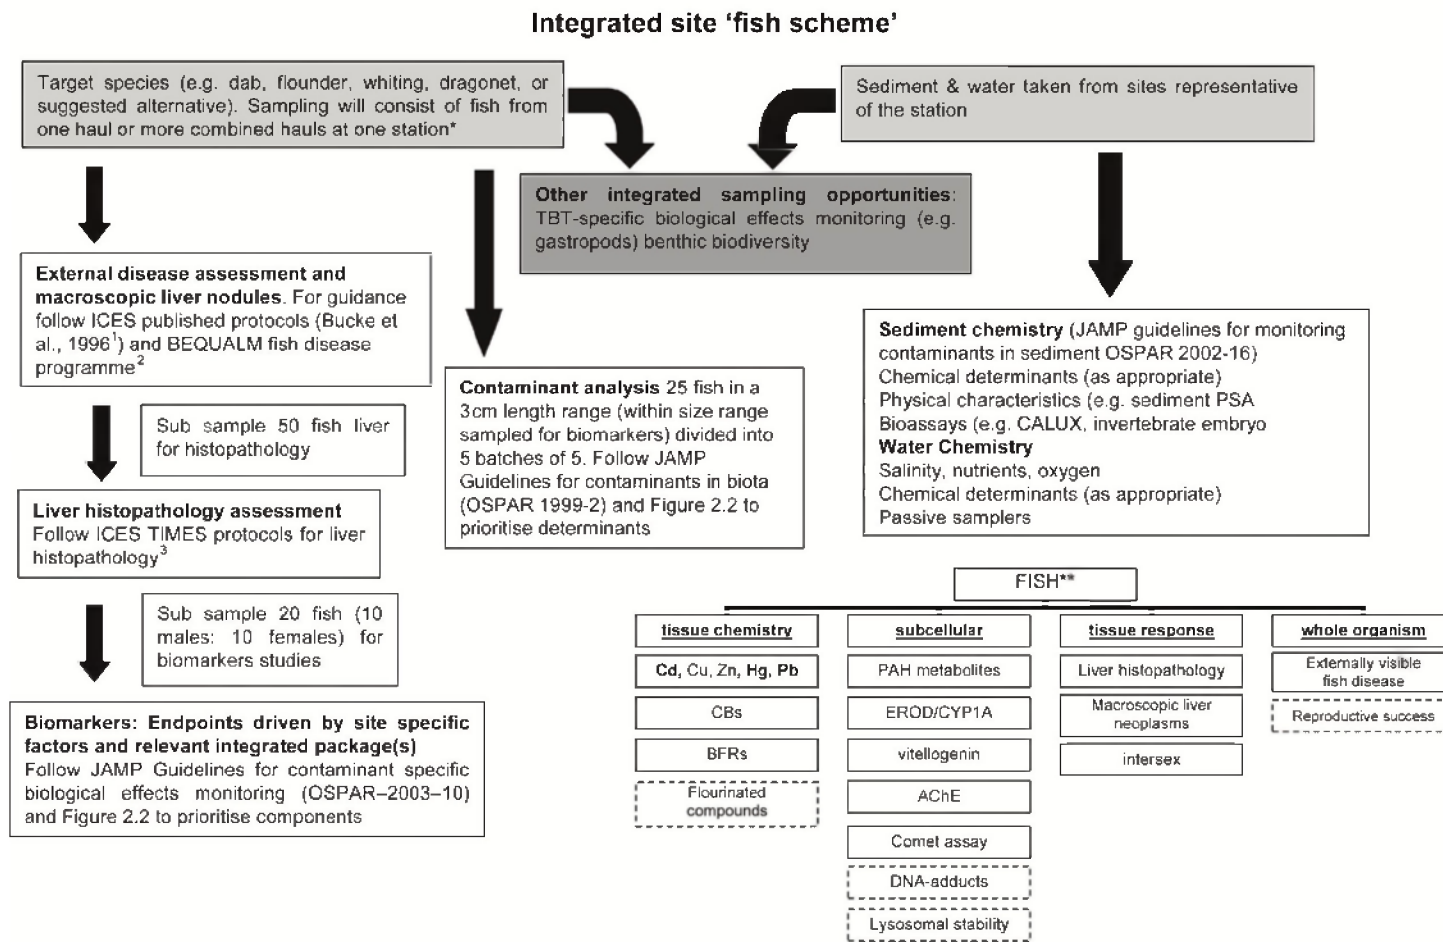 Integrated site ‘fish scheme’
Target species (e.g. dab, flounder, whiting, dragonet, or
suggested alternative). Sampling will consist of fish from
one haul or more combined hauls at one station*
Sediment & water taken from sites representative
of the station
Other integrated sampling opportunities:
TBT-specific biological effects monitoring (e.g.
gastropods) benthic biodiversity
External disease assessment and
macroscopic liver nodules. For guidance
follow ICES published protocols (Bucke et
al., 1996¹) and BEQUALM fish disease
programme²
Sub sample 50 fish liver
for histopathology
Liver histopathology assessment
Follow ICES TIMES protocols for liver
histopathology³
Sub sample 20 fish (10
males: 10 females) for
biomarkers studies
Biomarkers: Endpoints driven by site specific
factors and relevant integrated package(s)
Follow JAMP Guidelines for contaminant specific
biological effects monitoring (OSPAR–2003–10)
and Figure 2.2 to prioritise components
Contaminant analysis 25 fish in a
3cm length range (within size range
sampled for biomarkers) divided into
5 batches of 5. Follow JAMP
Guidelines for contaminants in biota
(OSPAR 1999-2) and Figure 2.2 to
prioritise determinants
Sediment chemistry (JAMP guidelines for monitoring
contaminants in sediment OSPAR 2002-16)
Chemical determinants (as appropriate)
Physical characteristics (e.g. sediment PSA
Bioassays (e.g. CALUX, invertebrate embryo
Water Chemistry
Salinity, nutrients, oxygen
Chemical determinants (as appropriate)
Passive samplers
FISH**
tissue chemistry
Cd, Cu, Zn, Hg, Pb
CBs
BFRs
Flourinated
compounds
subcellular
PAH metabolites
EROD/CYP1A
vitellogenin
AChE
Comet assay
DNA-adducts
Lysosomal stability
tissue response
Liver histopathology
Macroscopic liver
neoplasms
intersex
whole organism
Externally visible
fish disease
Reproductive success